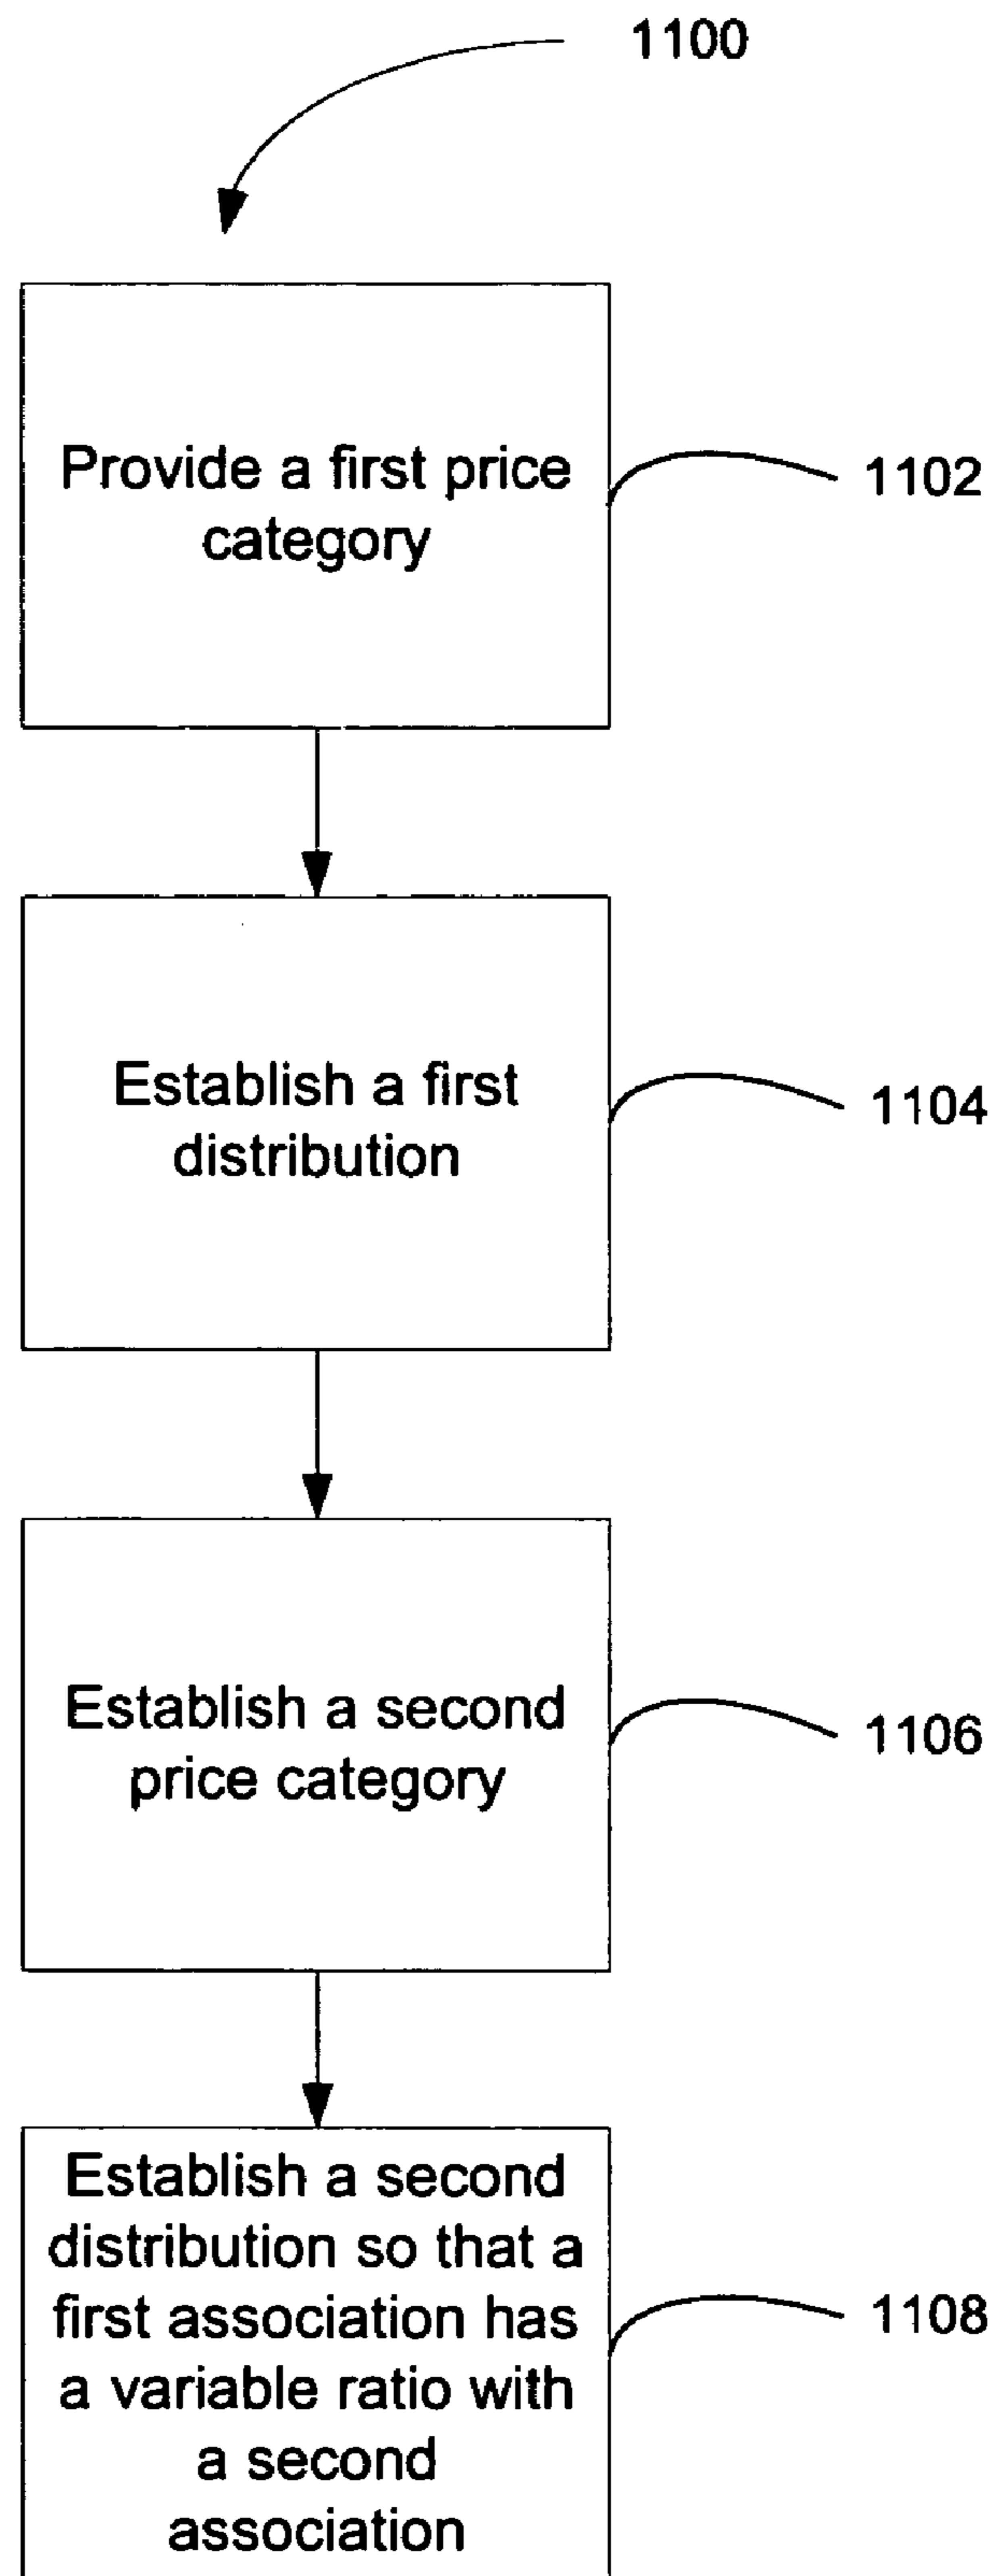 1100
Provide a first price
category
1102
Establish a first
distribution
1104
Establish a second
price category
1106
Establish a second
distribution so that a
first association has
a variable ratio with
a second
association
1108